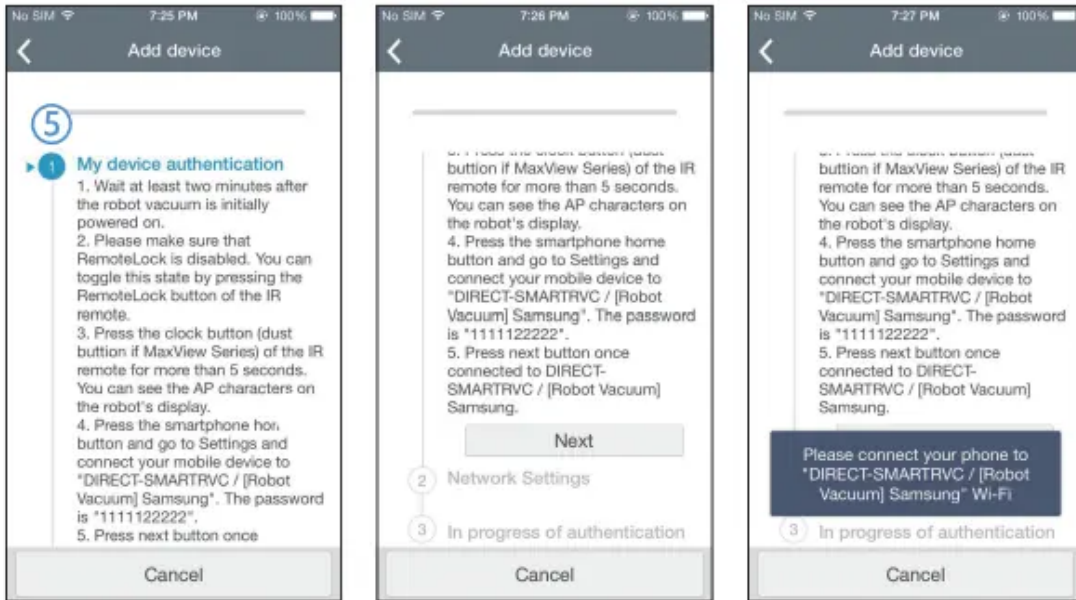 No SIM 7:25 PM 100%
Add device
5
1 My device authentication
1. Wait at least two minutes after
the robot vacuum is initially
powered on.
2. Please make sure that
RemoteLock is disabled. You can
toggle this state by pressing the
RemoteLock button of the IR
remote.
3. Press the clock button (dust
buttion if MaxView Series) of the IR
remote for more than 5 seconds.
You can see the AP characters on
the robot's display.
4. Press the smartphone
button and go to Settings and
connect your mobile device to
"DIRECT-SMARTRVC / [Robot
Vacuum] Samsung". The password
is "1111122222".
5. Press next button once
Cancel
No SIM 7:26 PM 100%
Add device
buttion if MaxView Series) of the IR
remote for more than 5 seconds.
You can see the AP characters on
the robot's display.
4. Press the smartphone home
button and go to Settings and
connect your mobile device to
"DIRECT-SMARTRVC / [Robot
Vacuum] Samsung". The password
is "1111122222".
5. Press next button once
connected to DIRECT-
SMARTRVC / [Robot Vacuum]
Samsung.
Next
2 Network Settings
3 In progress of authentication
Cancel
No SIM 7:27 PM 100%
Add device
buttion if MaxView Series) of the IR
remote for more than 5 seconds.
You can see the AP characters on
the robot's display.
4. Press the smartphone home
button and go to Settings and
connect your mobile device to
"DIRECT-SMARTRVC / [Robot
Vacuum] Samsung". The password
is "1111122222".
5. Press next button once
connected to DIRECT-
SMARTRVC / [Robot Vacuum]
Samsung.
Please connect your phone to
"DIRECT-SMARTRVC / [Robot
Vacuum] Samsung" Wi-Fi
3 In progress of authentication
Cancel